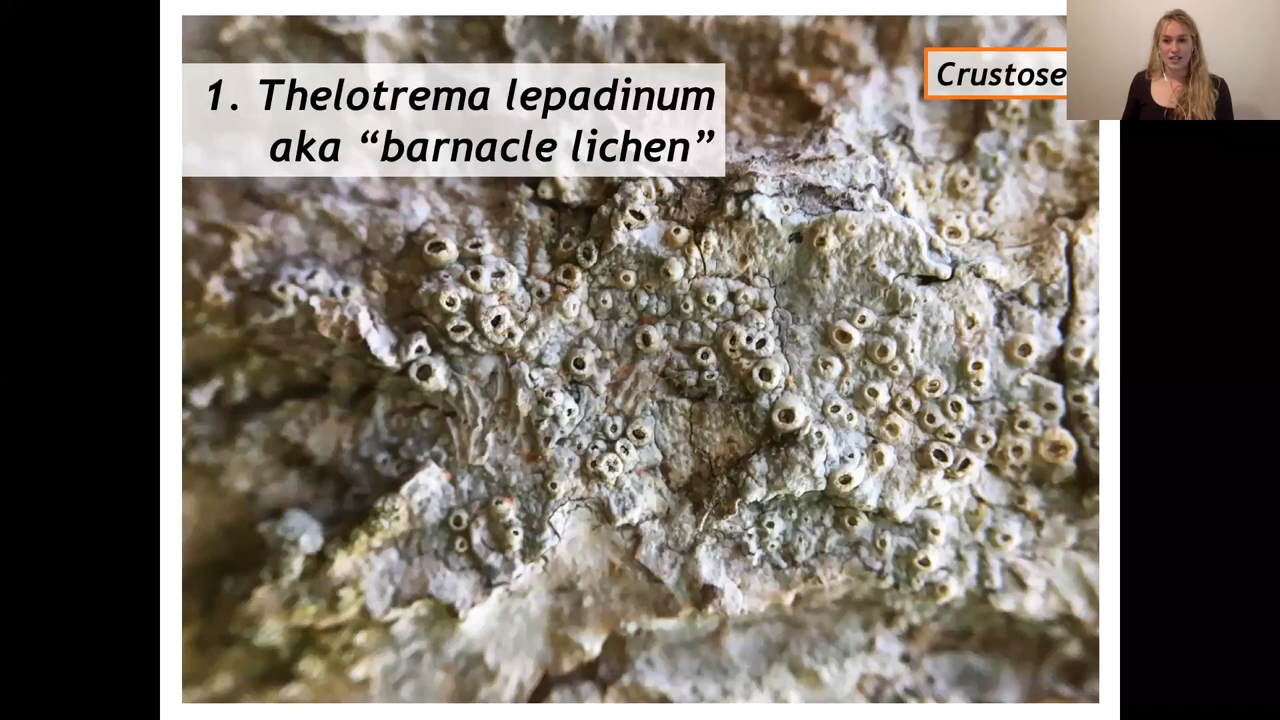 1. Thelotrema lepadinum
aka “barnacle lichen”
Crustose